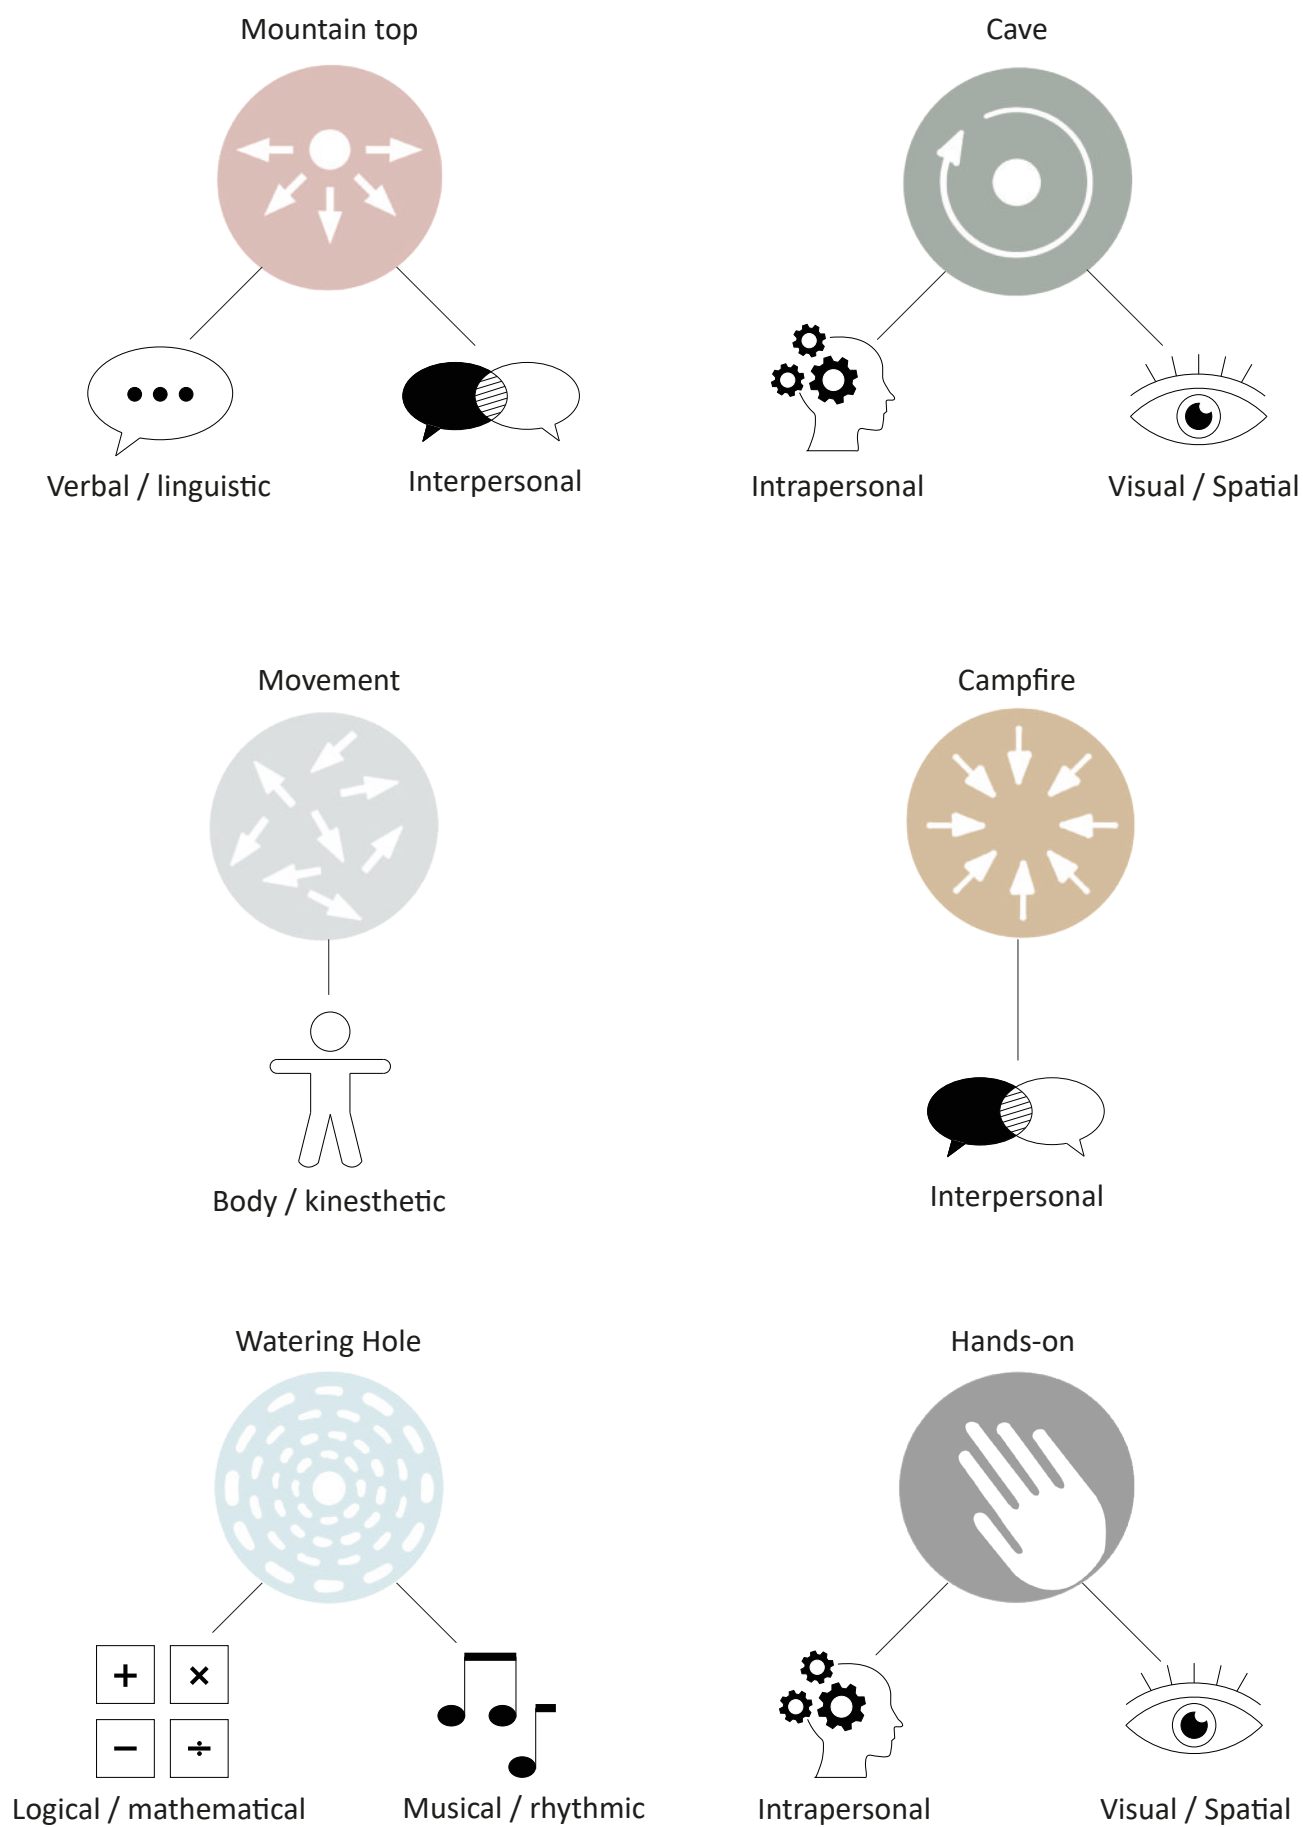 Mountain top
Cave
Verbal / linguistic
Interpersonal
Intrapersonal
Visual / Spatial
Movement
Campfire
Body / kinesthetic
Interpersonal
Watering Hole
Hands-on
Logical / mathematical
Musical / rhythmic
Intrapersonal
Visual / Spatial